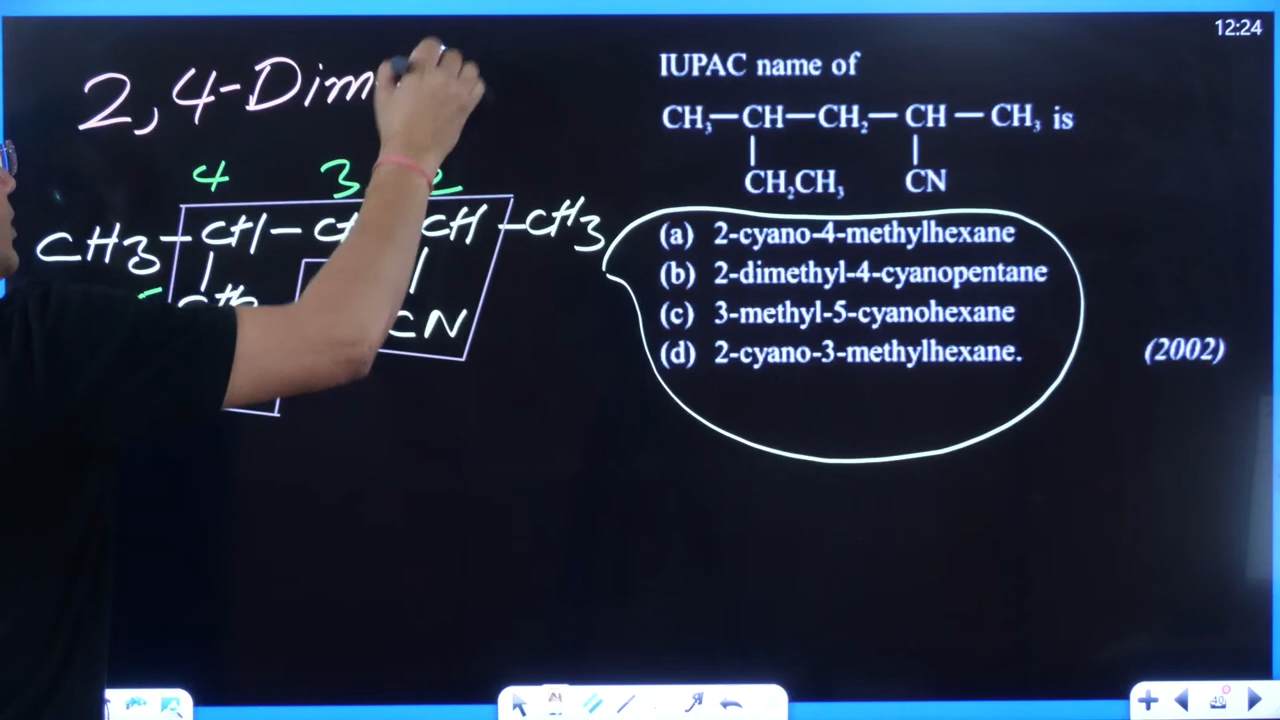 12:24
2,4-Dim
IUPAC name of
CH₃—CH—CH₂—CH—CH₃ is
CH₂CH₃ CN
4 3 2
CH3-CH- CH-CH3
CN
(a) 2-cyano-4-methylhexane
(b) 2-dimethyl-4-cyanopentane
(c) 3-methyl-5-cyanohexane
(d) 2-cyano-3-methylhexane.
(2002)
40